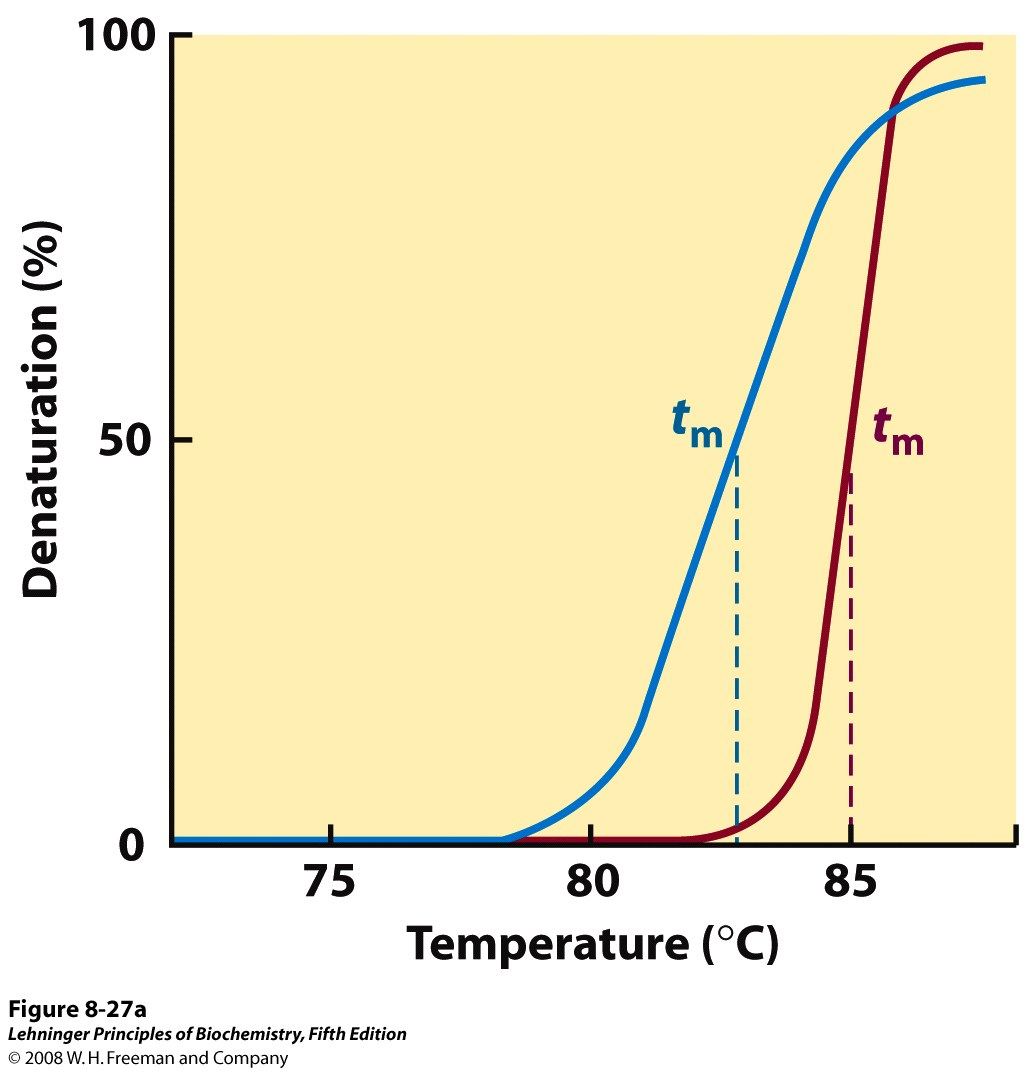 100
50
0
Denaturation (%)
tm
tm
75
80
85
Temperature (°C)
Figure 8-27a
Lehninger Principles of Biochemistry, Fifth Edition
© 2008 W. H. Freeman and Company